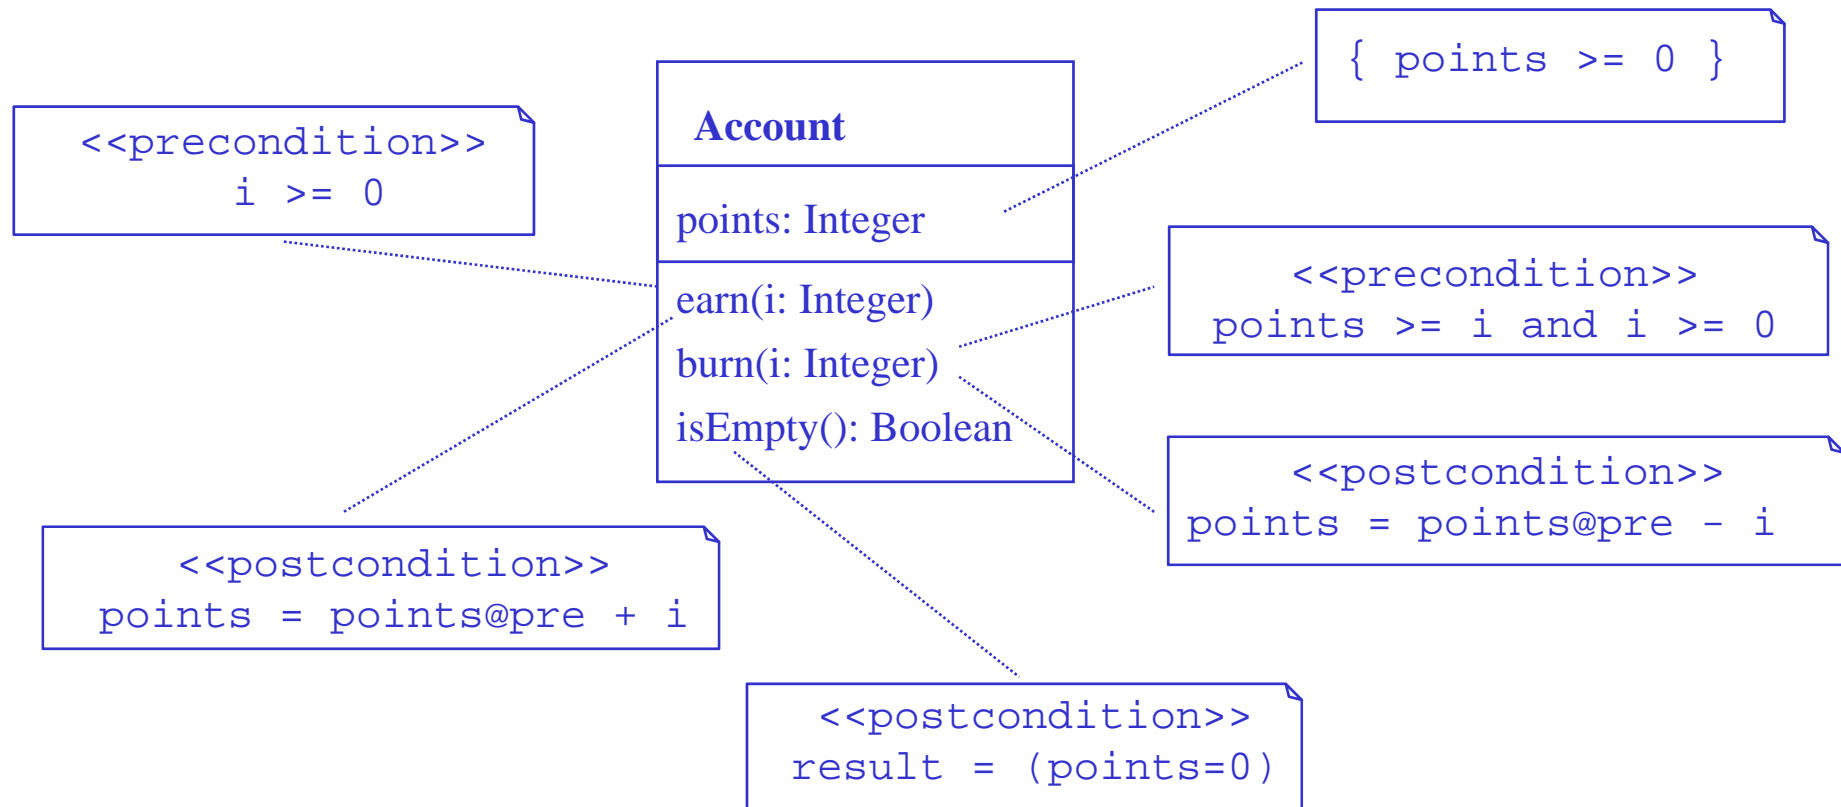 { points >= 0 }
<<precondition>>
i >= 0
Account
points: Integer
earn(i: Integer)
burn(i: Integer)
isEmpty(): Boolean
<<precondition>>
points >= i and i >= 0
<<postcondition>>
points = points@pre - i
<<postcondition>>
points = points@pre + i
<<postcondition>>
result = (points=0)